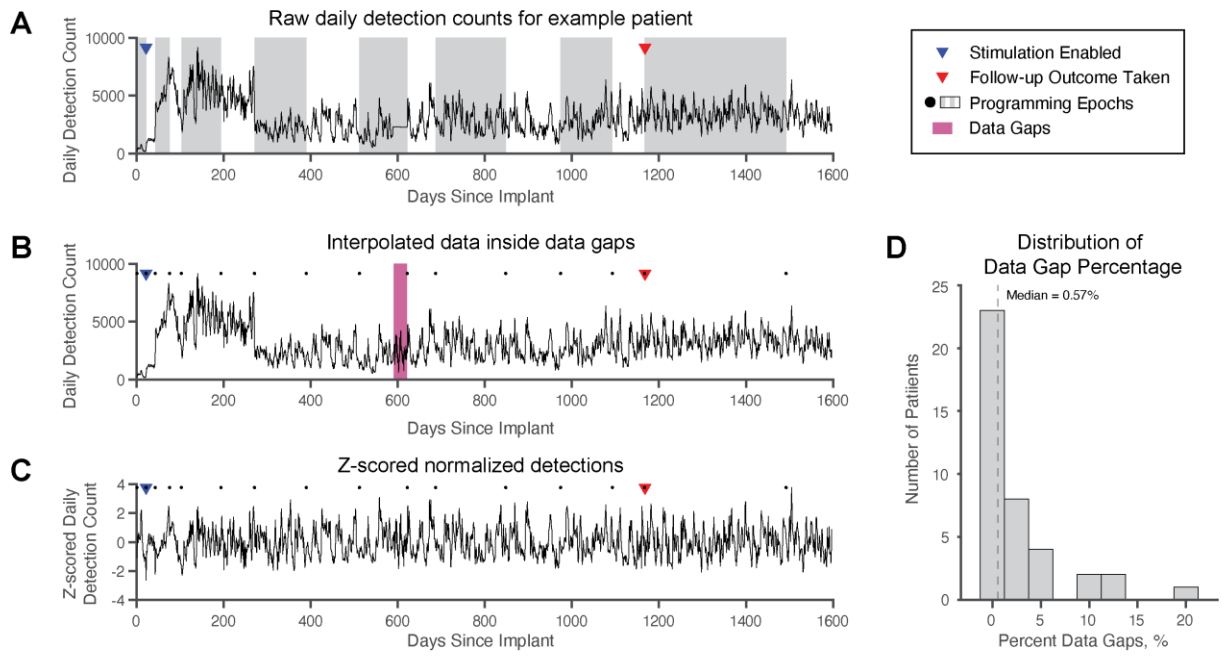 A
Raw daily detection counts for example patient
Daily Detection Count
10000
5000
0
0 200 400 600 800 1000 1200 1400 1600
Days Since Implant
Stimulation Enabled
Follow-up Outcome Taken
Programming Epochs
Data Gaps
B
Interpolated data inside data gaps
Daily Detection Count
10000
5000
0
0 200 400 600 800 1000 1200 1400 1600
Days Since Implant
C
Z-scored normalized detections
Z-scored Daily
Detection Count
4
2
0
-2
-4
0 200 400 600 800 1000 1200 1400 1600
Days Since Implant
D
Distribution of
Data Gap Percentage
Median = 0.57%
Number of Patiients
25
20
15
10
5
0
0 5 10 15 20
Percent Data Gaps, %